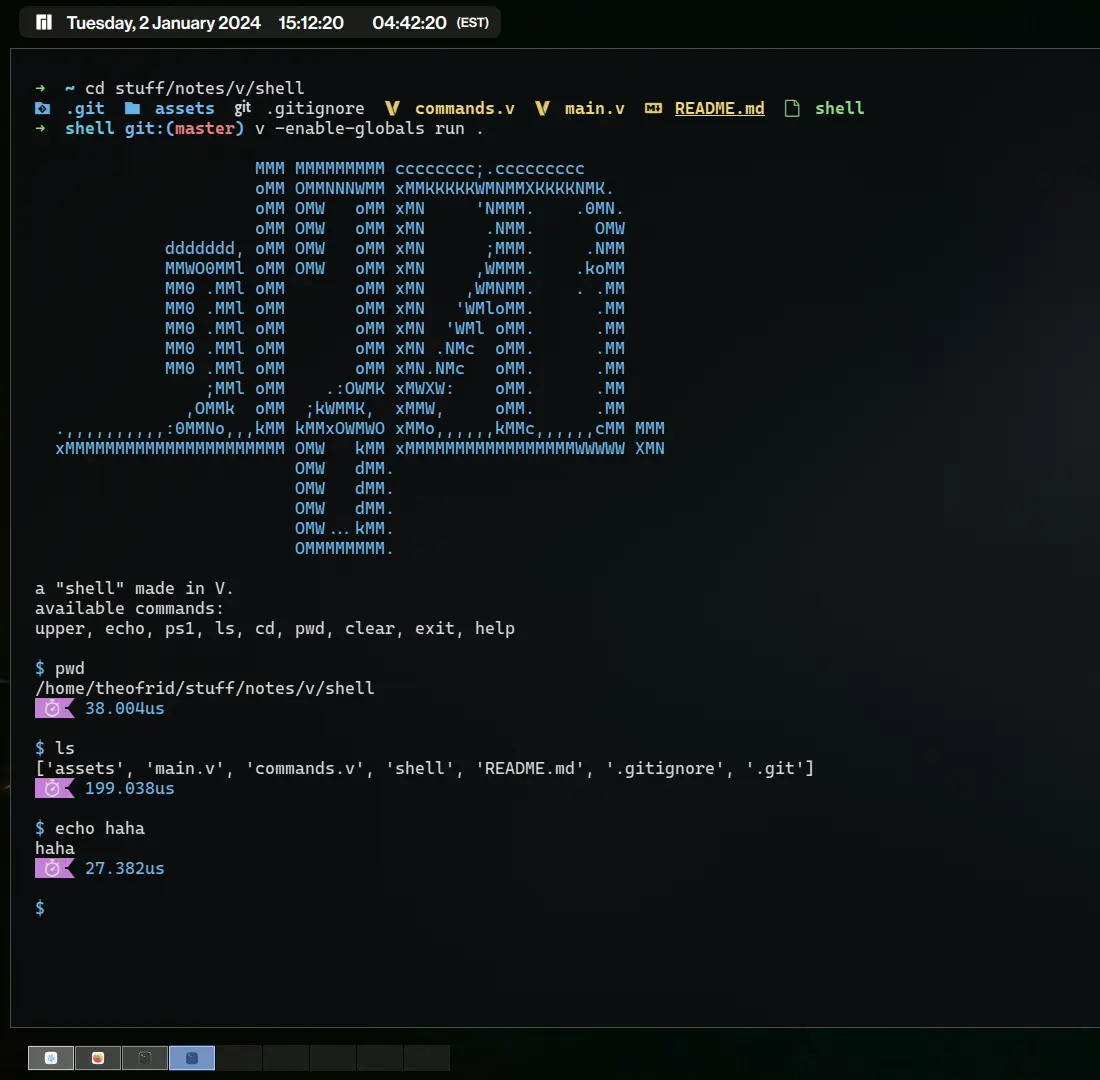 Tuesday, 2 January 2024 15:12:20 04:42:20 (EST)
→ ~ cd stuff/notes/v/shell
.git assets git .gitignore commands.v main.v README.md shell
→ shell git:(master) v -enable-globals run .
                      MMM MMMMMMMMM cccccccc;.ccccccccc
                      oMM OMMNNNWMM xMMKKKKKWMNMMXKKKKNMK.
                      oMM OMW   oMM xMN     'NMMM.    .0MN.
                      oMM OMW   oMM xMN      .NMM.      OMW
             ddddddd, oMM OMW   oMM xMN      ;MMM.     .NMM
             MMWO0MMl oMM OMW   oMM xMN     ,WMMM.    .koMM
             MM0 .MMl oMM       oMM xMN    ,WMNMM.    . .MM
             MM0 .MMl oMM       oMM xMN   'WMloMM.      .MM
             MM0 .MMl oMM       oMM xMN  'WMl oMM.      .MM
             MM0 .MMl oMM       oMM xMN .NMc  oMM.      .MM
             MM0 .MMl oMM       oMM xMN.NMc   oMM.      .MM
                 ;MMl oMM    .:OWMK xMWXW:    oMM.      .MM
               ,OMMk  oMM  ;kWMMK,  xMMW,     oMM.      .MM
  .,,,,,,,,,,:0MMNo,,,kMM kMMxOWMWO xMMo,,,,,,kMMc,,,,,,cMM MMM
  xMMMMMMMMMMMMMMMMMMMMMM OMW   kMM xMMMMMMMMMMMMMMMMMWWWWW XMN
                          OMW   dMM.
                          OMW   dMM.
                          OMW   dMM.
                          OMW...kMM.
                          OMMMMMMMM.
a "shell" made in V.
available commands:
upper, echo, ps1, ls, cd, pwd, clear, exit, help
$ pwd
/home/theofrid/stuff/notes/v/shell
38.004us
$ ls
['assets', 'main.v', 'commands.v', 'shell', 'README.md', '.gitignore', '.git']
199.038us
$ echo haha
haha
27.382us
$